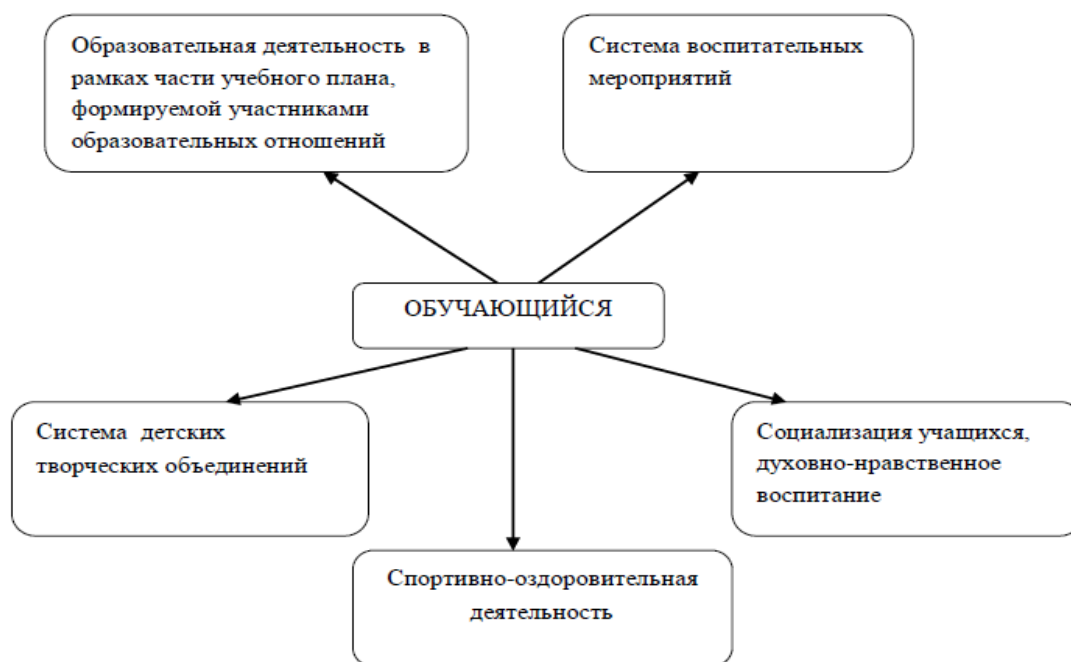 Образовательная деятельность в
рамках части учебного плана,
формируемой участниками
образовательных отношений
Система воспитательных
мероприятий
ОБУЧАЮЩИЙСЯ
Система детских
творческих объединений
Социализация учащихся,
духовно-нравственное
воспитание
Спортивно-оздоровительная
деятельность